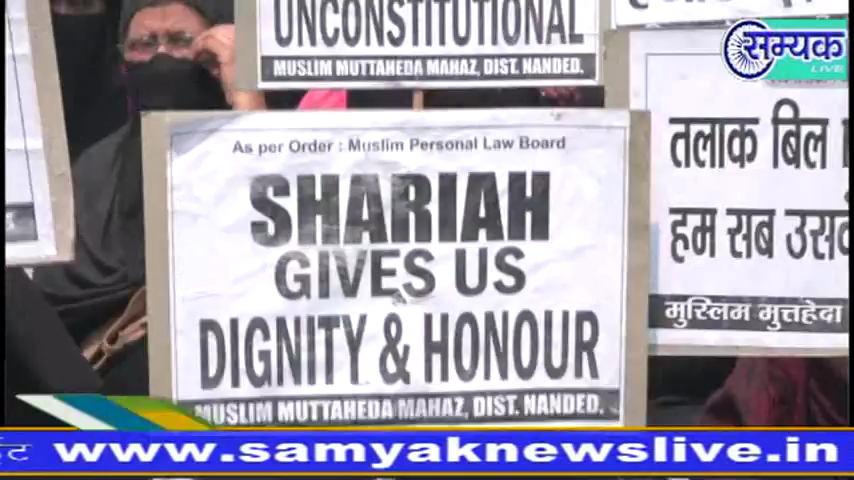 UNCONSTITUTIONAL
MUSLIM MUTTAHEDA MAHAZ, DIST. NANDED.
सम्यक
LIVE
As per Order : Muslim Personal Law Board
SHARIAH
GIVES US
DIGNITY & HONOUR
MUSLIM MUTTAHEDA MAHAZ, DIST. NANDED.
तलाक बिल
हम सब
मुस्लिम मुत्तहेदा
www.samyaknewslive.in